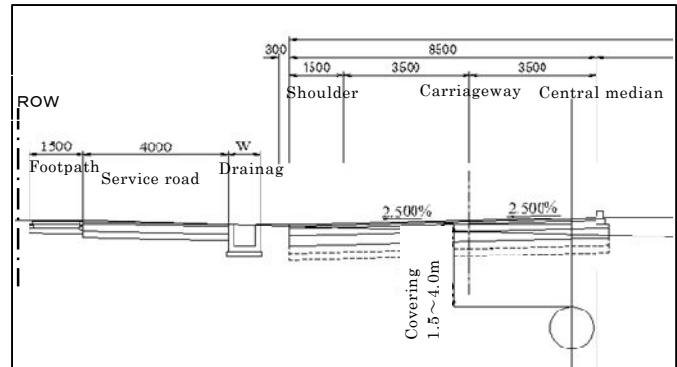 300
8500
1500
3500
3500
Shoulder
Carriageway
Central median
ROW
1500
4000
W
Footpath
Service road
Drainag
2.500%
2.500%
Covering
1.5～4.0m